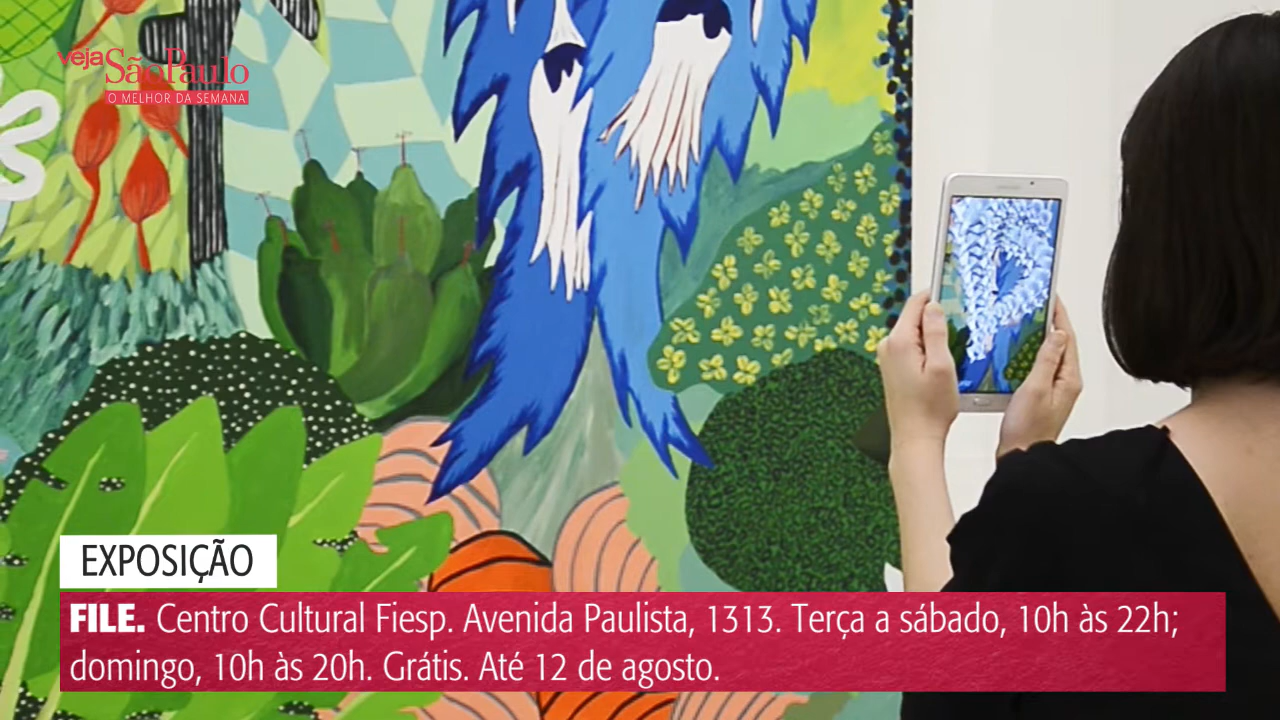 veja
São Paulo
O MELHOR DA SEMANA
EXPOSIÇÃO
FILE. Centro Cultural Fiesp. Avenida Paulista, 1313. Terça a sábado, 10h às 22h;
domingo, 10h às 20h. Grátis. Até 12 de agosto.